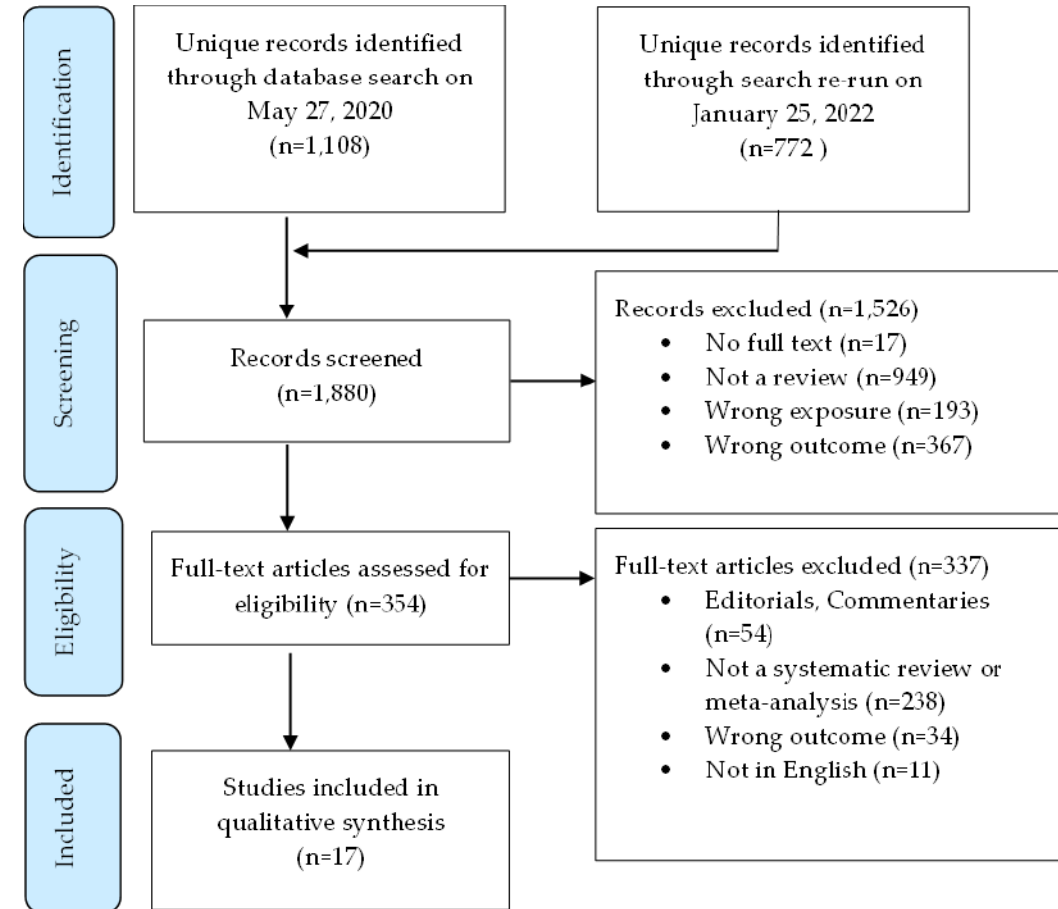 Identification
Unique records identified
through database search on
May 27, 2020
(n=1,108)
Unique records identified
through search re-run on
January 25, 2022
(n=772 )
Screening
Records screened
(n=1,880)
Records excluded (n=1,526)
• No full text (n=17)
• Not a review (n=949)
• Wrong exposure (n=193)
• Wrong outcome (n=367)
Eligibility
Full-text articles assessed for
eligibility (n=354)
Full-text articles excluded (n=337)
• Editorials, Commentaries
(n=54)
• Not a systematic review or
meta-analysis (n=238)
• Wrong outcome (n=34)
• Not in English (n=11)
Included
Studies included in
qualitative synthesis
(n=17)